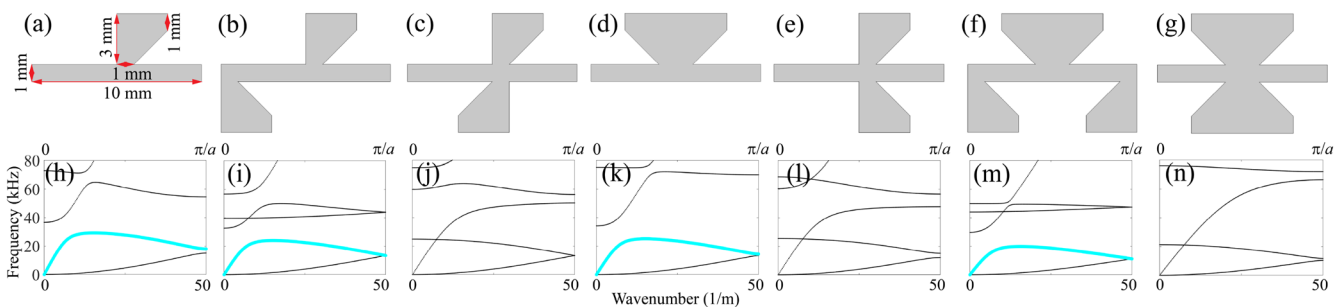 (a) (b) (c) (d) (e) (f) (g)
3 mm
1 mm
1 mm
1 mm
10 mm
0 π/a 0 π/a 0 π/a 0 π/a 0 π/a 0 π/a 0 π/a
(h) (i) (j) (k) (l) (m) (n)
Frequency (kHz)
80
60
40
20
0
0 50 0 50 0 50 0 50 0 50 0 50 0 50
Wavenumber (1/m)